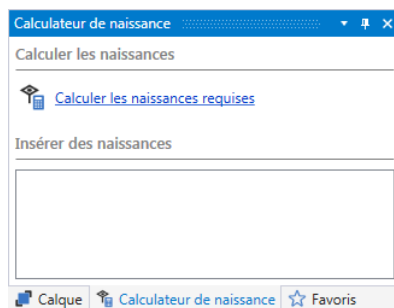 Calculateur de naissance
Calculer les naissances
Calculer les naissances requises
Insérer des naissances
Calque Calculateur de naissance Favoris